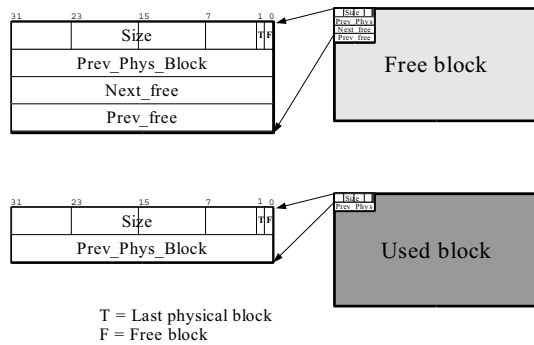 31 23 15 7 1 0
Size T F
Prev_Phys_Block
Next_free
Prev_free
Size
Prev_Phys
Next_free
Prev_free
Free block
31 23 15 7 1 0
Size T F
Prev_Phys_Block
Size
Prev_Phys
Used block
T = Last physical block
F = Free block